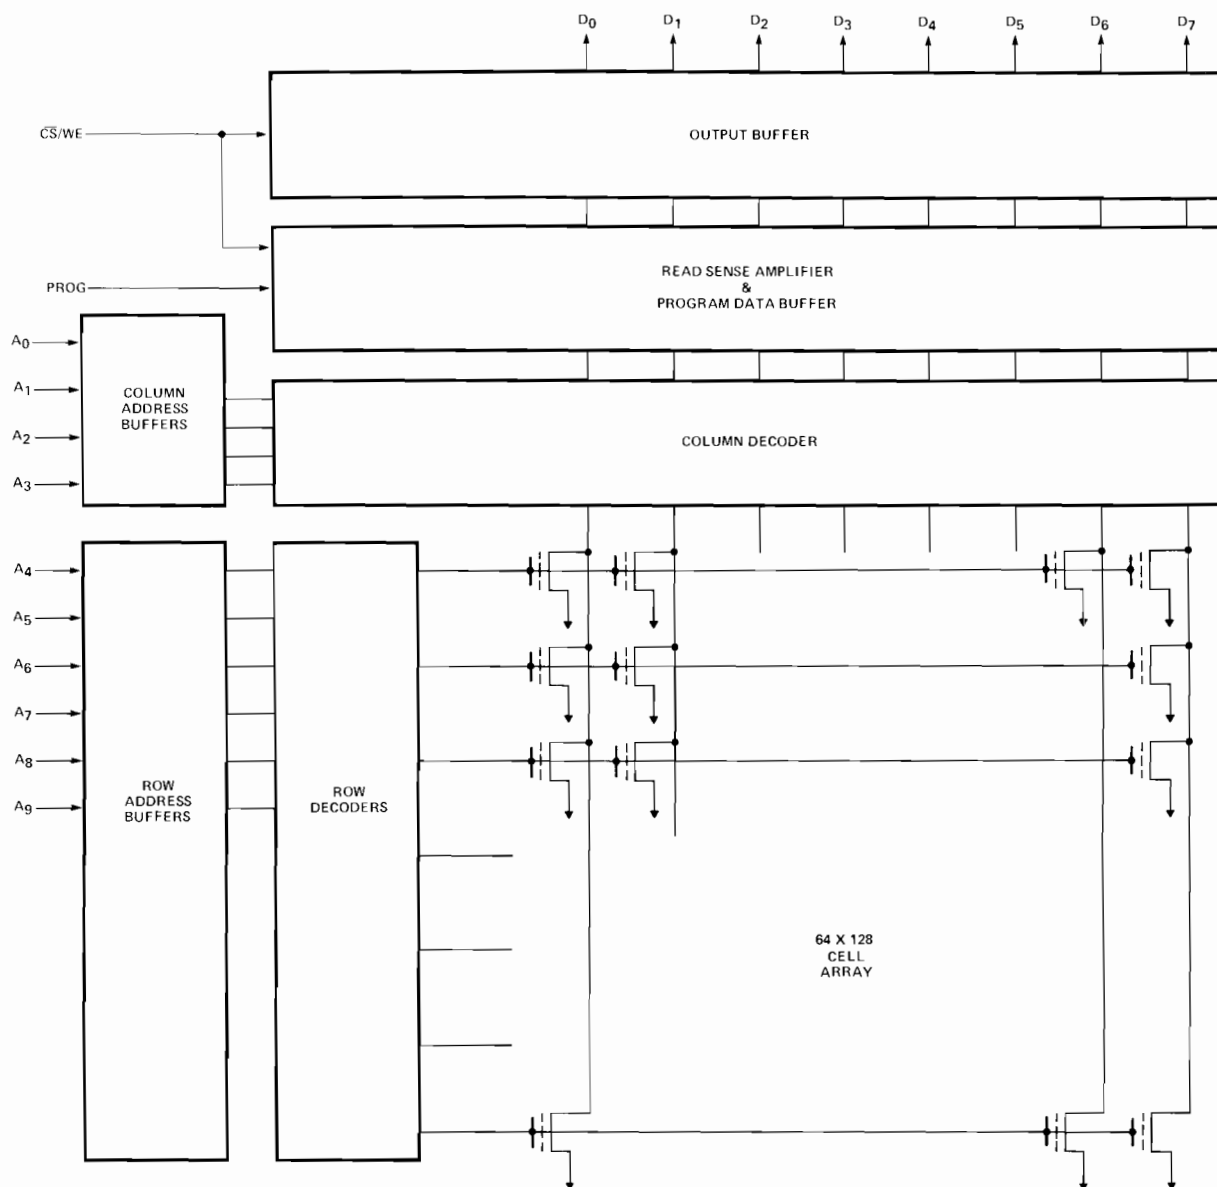 D0 D1 D2 D3 D4 D5 D6 D7
C̅S̅/WE
OUTPUT BUFFER
READ SENSE AMPLIFIER
&
PROGRAM DATA BUFFER
PROG
A0
A1
A2
A3
COLUMN
ADDRESS
BUFFERS
COLUMN DECODER
A4
A5
A6
A7
A8
A9
ROW
ADDRESS
BUFFERS
ROW
DECODERS
64 X 128
CELL
ARRAY